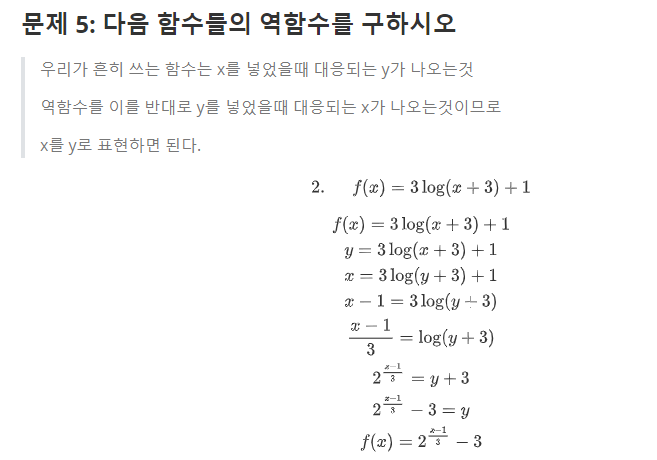 문제 5: 다음 함수들의 역함수를 구하시오
우리가 흔히 쓰는 함수는 x를 넣었을때 대응되는 y가 나오는것
역함수를 이를 반대로 y를 넣었을때 대응되는 x가 나오는것이므로
x를 y로 표현하면 된다.
2. f(x) = 3 log(x + 3) + 1
f(x) = 3 log(x + 3) + 1
y = 3 log(x + 3) + 1
x = 3 log(y + 3) + 1
x − 1 = 3 log(y + 3)
\frac{x − 1}{3} = log(y + 3)
2^{\frac{x−1}{3}} = y + 3
2^{\frac{x−1}{3}} − 3 = y
f(x) = 2^{\frac{x−1}{3}} − 3